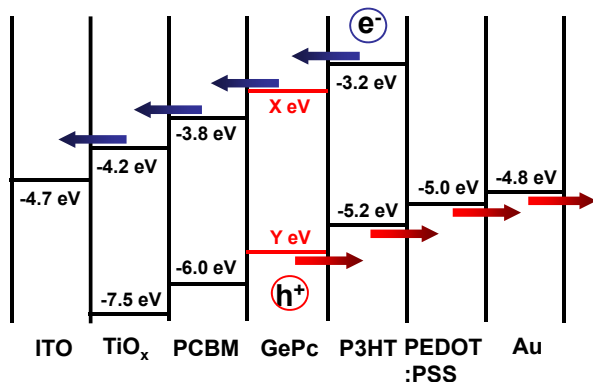 e-
-3.2 eV
X eV
-3.8 eV
-4.2 eV
-4.7 eV
-4.8 eV
-5.0 eV
-5.2 eV
Y eV
-6.0 eV
h+
-7.5 eV
ITO TiOx PCBM GePc P3HT PEDOT Au
:PSS